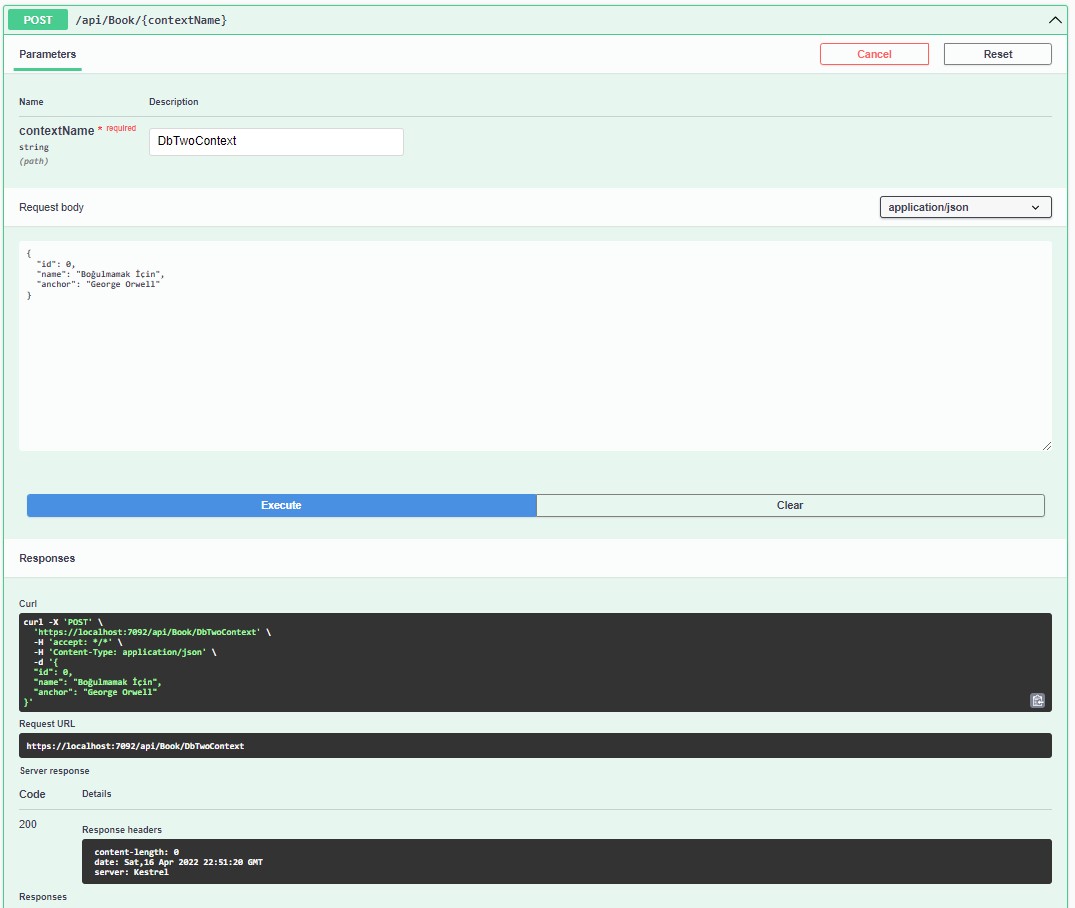 POST /api/Book/{contextName}
Parameters Cancel Reset
Name Description
contextName * required
string
(path)
DbTwoContext
Request body application/json
{
  "id": 0,
  "name": "Boğulmamak İçin",
  "anchor": "George Orwell"
}
Execute Clear
Responses
Curl
curl -X 'POST' \
  'https://localhost:7092/api/Book/DbTwoContext' \
  -H 'accept: */*' \
  -H 'Content-Type: application/json' \
  -d '{
  "id": 0,
  "name": "Boğulmamak İçin",
  "anchor": "George Orwell"
}'
Request URL
https://localhost:7092/api/Book/DbTwoContext
Server response
Code Details
200
Response headers
content-length: 0
date: Sat,16 Apr 2022 22:51:20 GMT
server: Kestrel
Responses